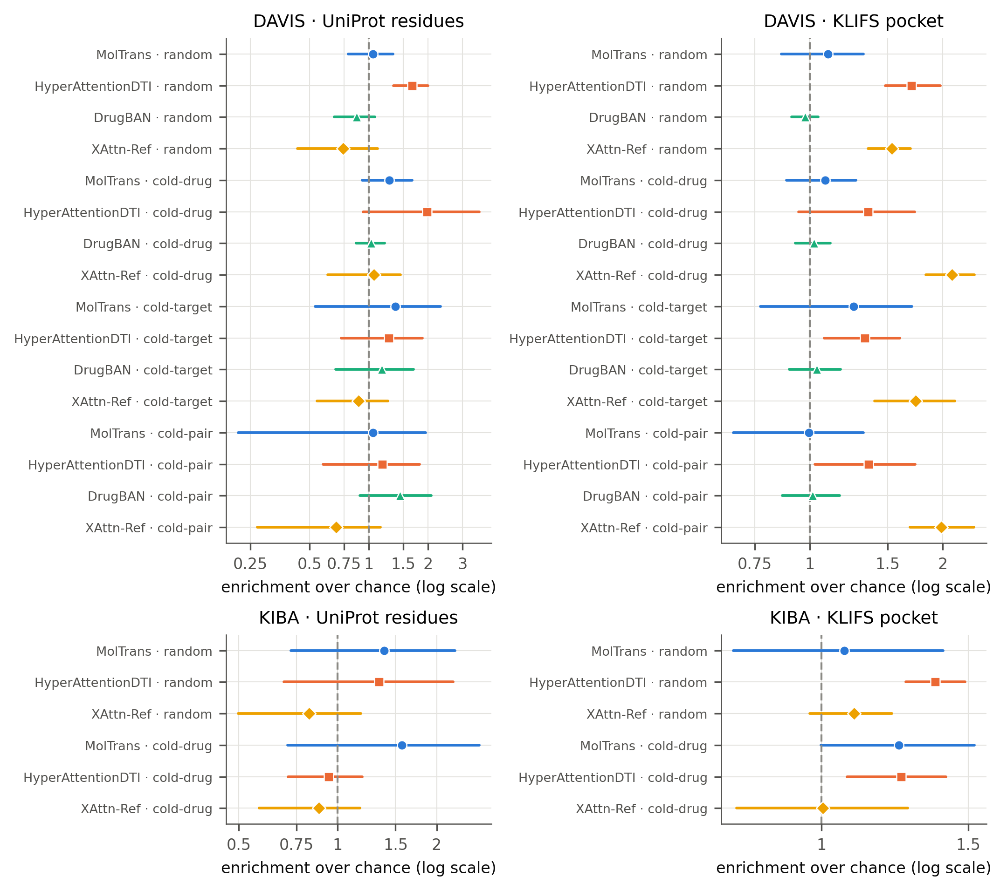 DAVIS · UniProt residues
MolTrans · random
HyperAttentionDTI · random
DrugBAN · random
XAttn-Ref · random
MolTrans · cold-drug
HyperAttentionDTI · cold-drug
DrugBAN · cold-drug
XAttn-Ref · cold-drug
MolTrans · cold-target
HyperAttentionDTI · cold-target
DrugBAN · cold-target
XAttn-Ref · cold-target
MolTrans · cold-pair
HyperAttentionDTI · cold-pair
DrugBAN · cold-pair
XAttn-Ref · cold-pair
0.25 0.5 0.75 1 1.5 2 3
enrichment over chance (log scale)
DAVIS · KLIFS pocket
MolTrans · random
HyperAttentionDTI · random
DrugBAN · random
XAttn-Ref · random
MolTrans · cold-drug
HyperAttentionDTI · cold-drug
DrugBAN · cold-drug
XAttn-Ref · cold-drug
MolTrans · cold-target
HyperAttentionDTI · cold-target
DrugBAN · cold-target
XAttn-Ref · cold-target
MolTrans · cold-pair
HyperAttentionDTI · cold-pair
DrugBAN · cold-pair
XAttn-Ref · cold-pair
0.75 1 1.5 2
enrichment over chance (log scale)
KIBA · UniProt residues
MolTrans · random
HyperAttentionDTI · random
XAttn-Ref · random
MolTrans · cold-drug
HyperAttentionDTI · cold-drug
XAttn-Ref · cold-drug
0.5 0.75 1 1.5 2
enrichment over chance (log scale)
KIBA · KLIFS pocket
MolTrans · random
HyperAttentionDTI · random
XAttn-Ref · random
MolTrans · cold-drug
HyperAttentionDTI · cold-drug
XAttn-Ref · cold-drug
1 1.5
enrichment over chance (log scale)